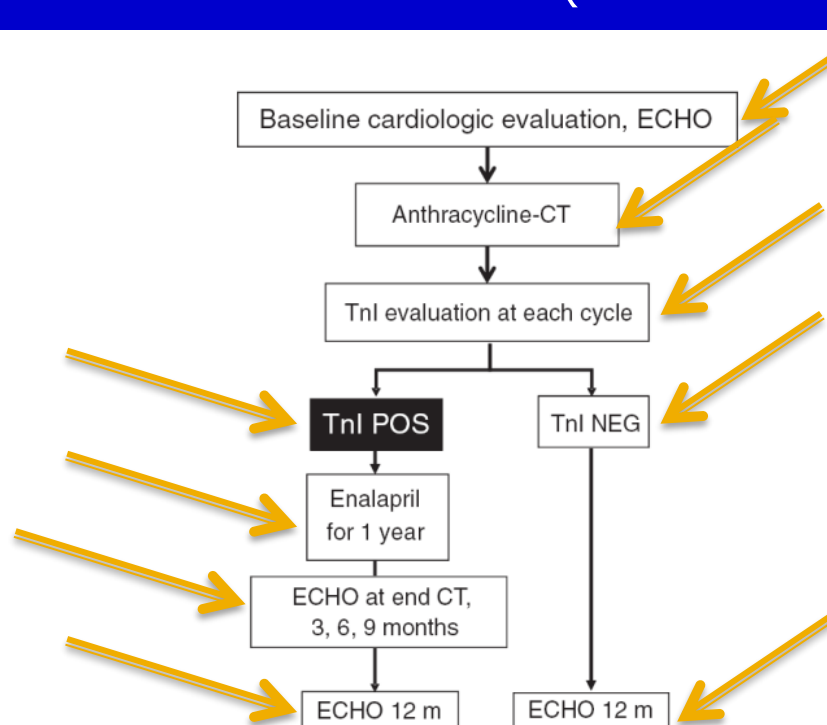 Baseline cardiologic evaluation, ECHO
Anthracycline-CT
TnI evaluation at each cycle
TnI POS
TnI NEG
Enalapril
for 1 year
ECHO at end CT,
3, 6, 9 months
ECHO 12 m
ECHO 12 m